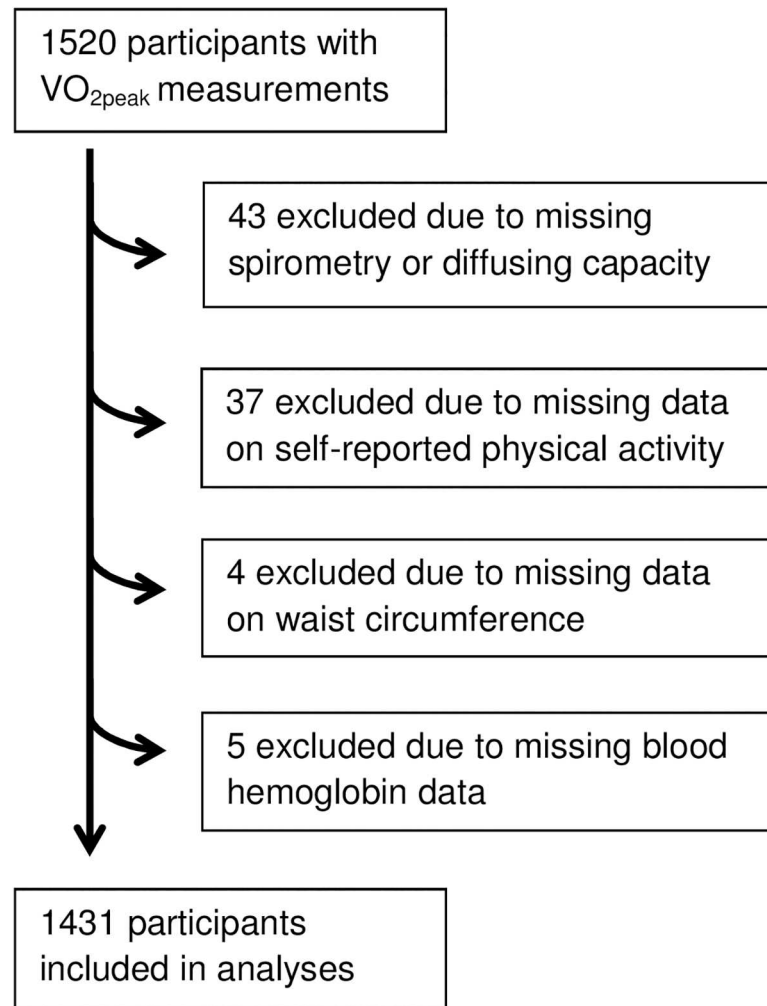 1520 participants with
VO₂peak measurements
43 excluded due to missing
spirometry or diffusing capacity
37 excluded due to missing data
on self-reported physical activity
4 excluded due to missing data
on waist circumference
5 excluded due to missing blood
hemoglobin data
1431 participants
included in analyses